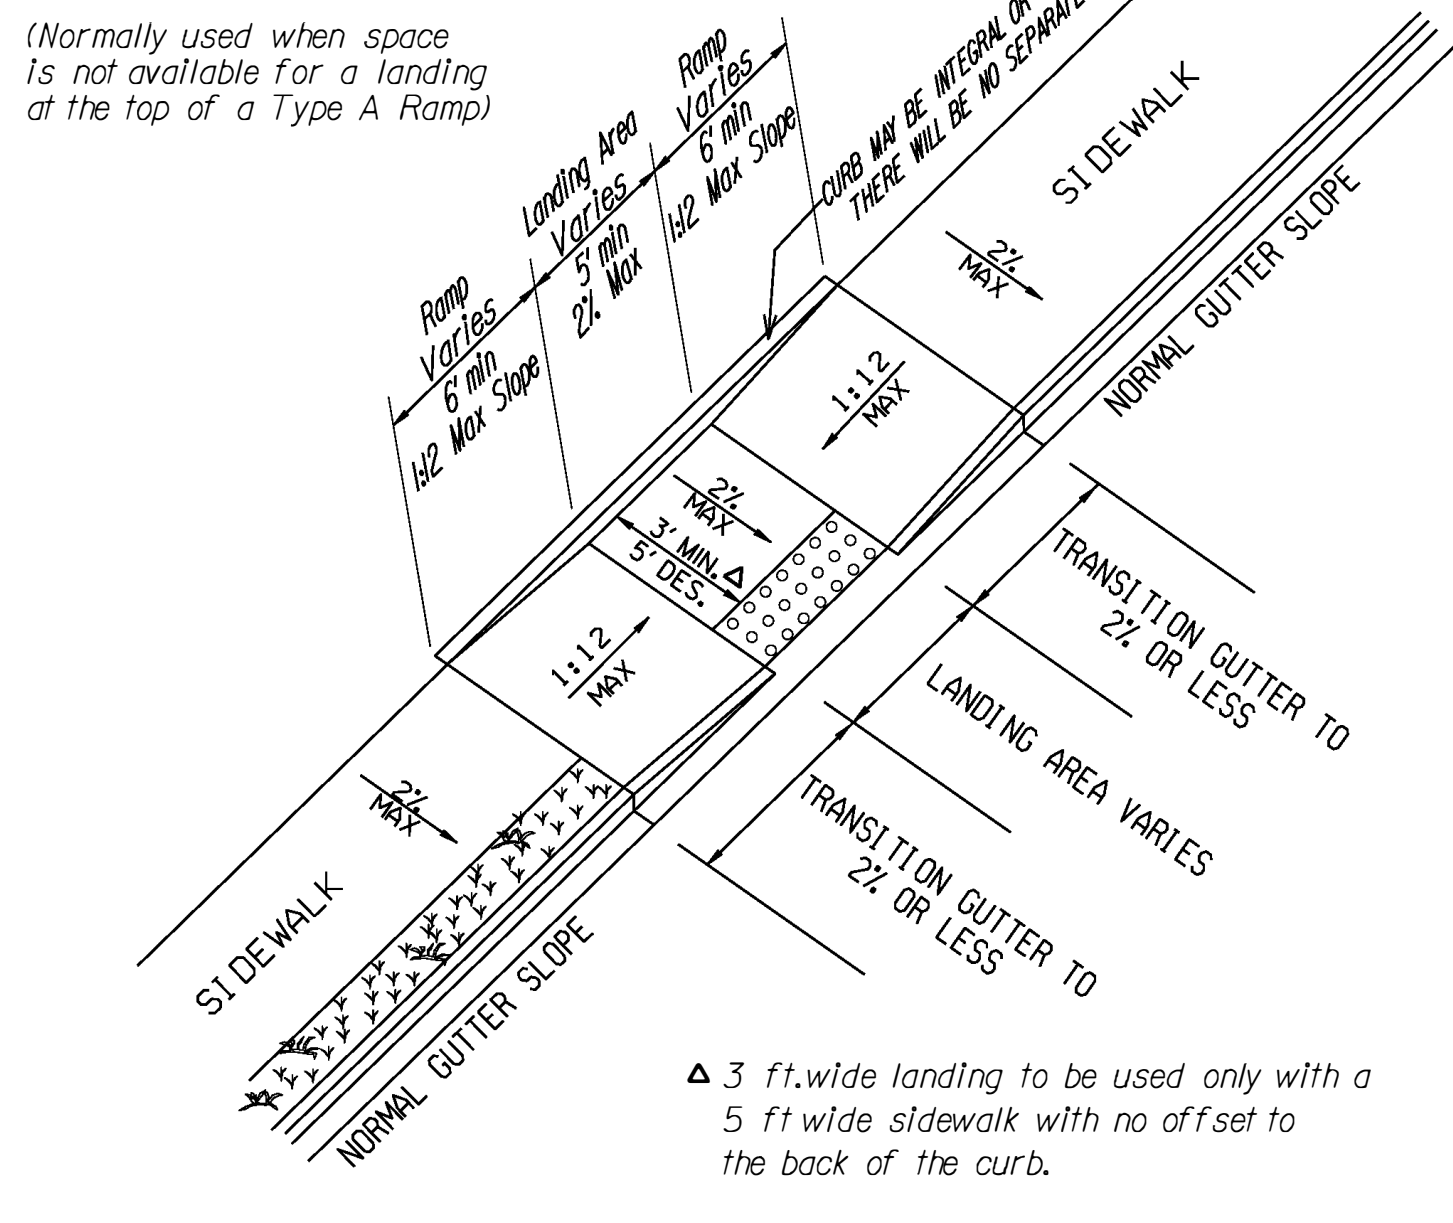 (Normally used when space
is not available for a landing
at the top of a Type A Ramp)
Ramp
Varies
6' min
1:12 Max Slope
Landing Area
Varies
5' min
2% Max
Ramp
Varies
6' min
1:12 Max Slope
CURB MAY BE INTEGRAL OR
THERE WILL BE NO SEPARATE
SIDEWALK
2%
MAX
NORMAL GUTTER SLOPE
1:12
MAX
2%
MAX
3' MIN. Δ
5' DES.
1:12
MAX
TRANSITION GUTTER TO
2% OR LESS
LANDING AREA VARIES
TRANSITION GUTTER TO
2% OR LESS
2%
MAX
SIDEWALK
NORMAL GUTTER SLOPE
Δ 3 ft.wide landing to be used only with a
5 ft wide sidewalk with no offset to
the back of the curb.